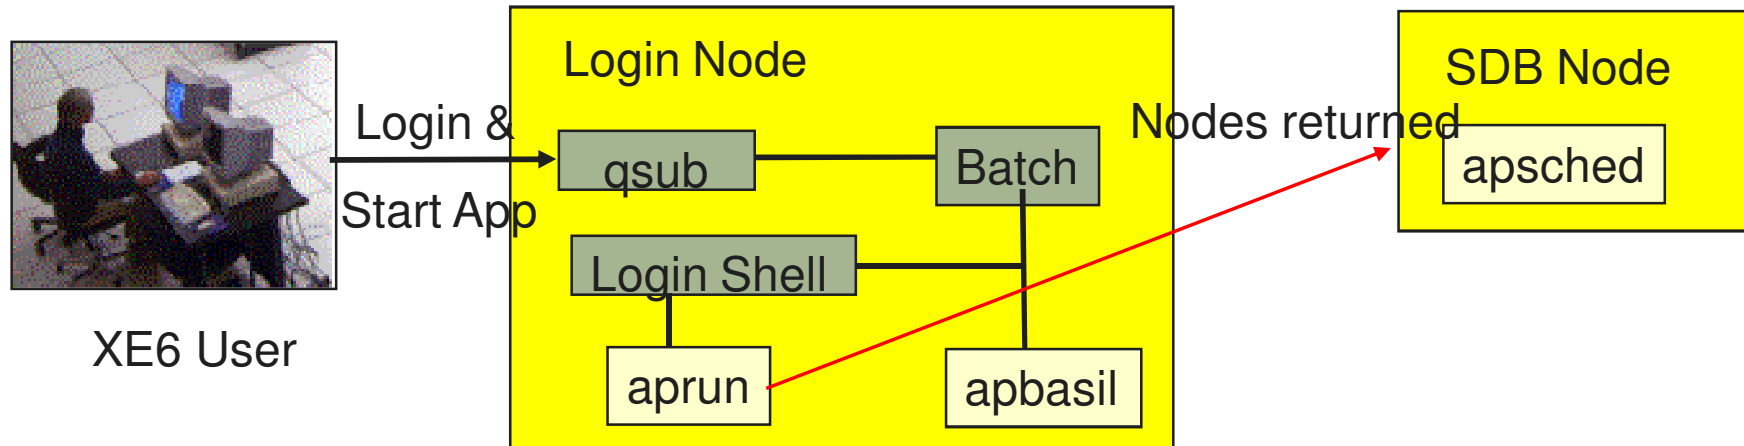 Login Node
SDB Node
Login &
Nodes returned
qsub
Batch
apsched
Start App
Login Shell
XE6 User
aprun
apbasil